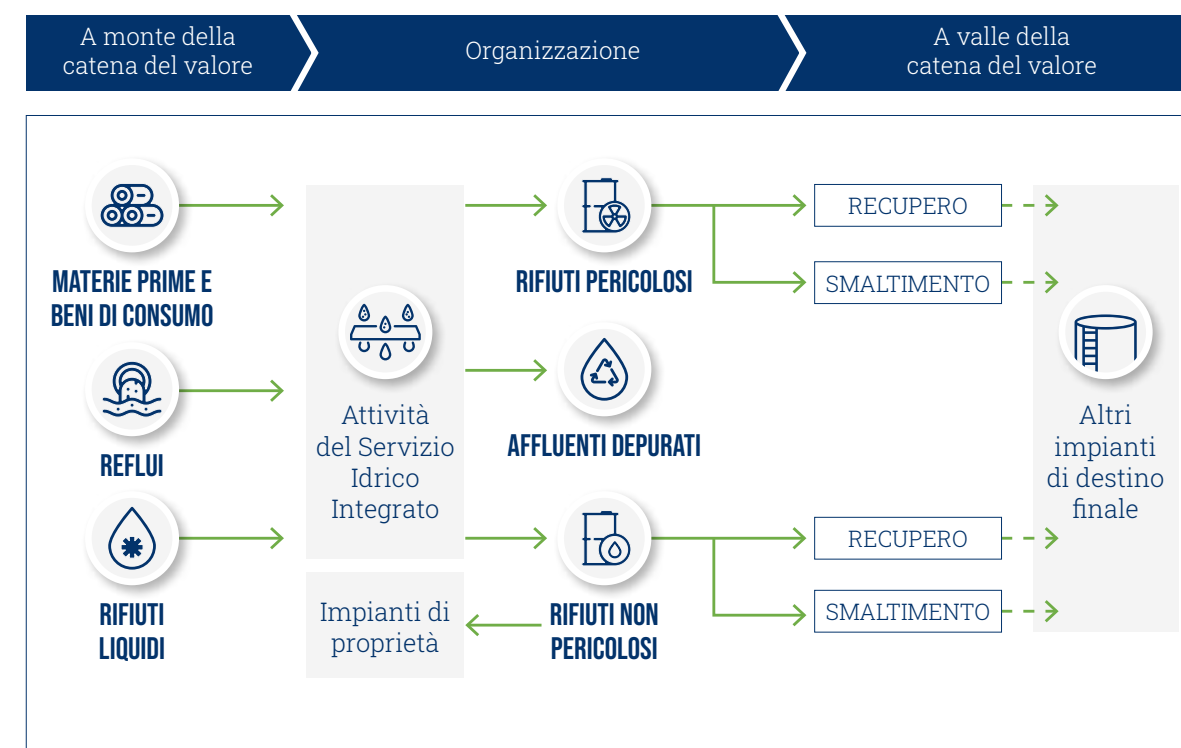 A monte della
catena del valore
Organizzazione
A valle della
catena del valore
MATERIE PRIME E
BENI DI CONSUMO
REFLUI
RIFIUTI
LIQUIDI
Attività
del Servizio
Idrico
Integrato
Impianti di
proprietà
RIFIUTI PERICOLOSI
AFFLUENTI DEPURATI
RIFIUTI NON
PERICOLOSI
RECUPERO
SMALTIMENTO
RECUPERO
SMALTIMENTO
Altri
impianti
di destino
finale